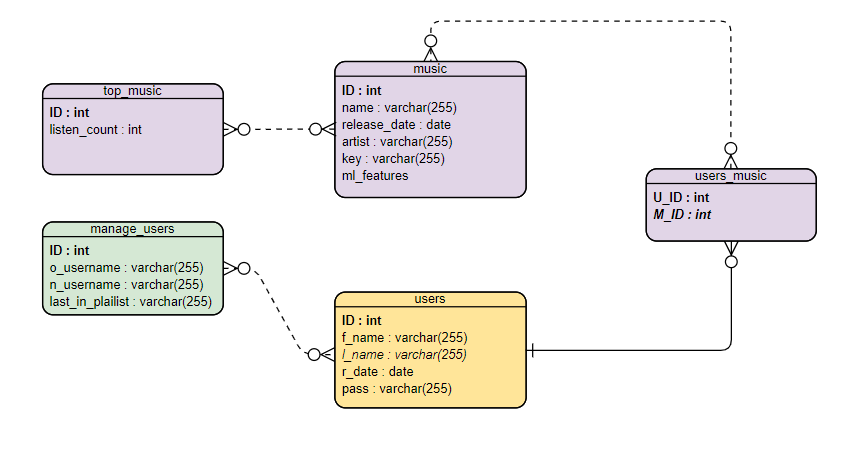 top_music
ID : int
listen_count : int
music
ID : int
name : varchar(255)
release_date : date
artist : varchar(255)
key : varchar(255)
ml_features
users_music
U_ID : int
M_ID : int
manage_users
ID : int
o_username : varchar(255)
n_username : varchar(255)
last_in_plailist : varchar(255)
users
ID : int
f_name : varchar(255)
l_name : varchar(255)
r_date : date
pass : varchar(255)